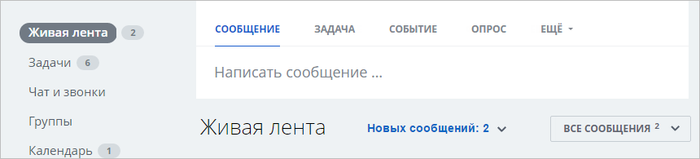 Живая лента 2
Задачи 6
Чат и звонки
Группы
Календарь 1
СООБЩЕНИЕ ЗАДАЧА СОБЫТИЕ ОПРОС ЕЩЁ
Написать сообщение ...
Живая лента Новых сообщений: 2 ВСЕ СООБЩЕНИЯ 2